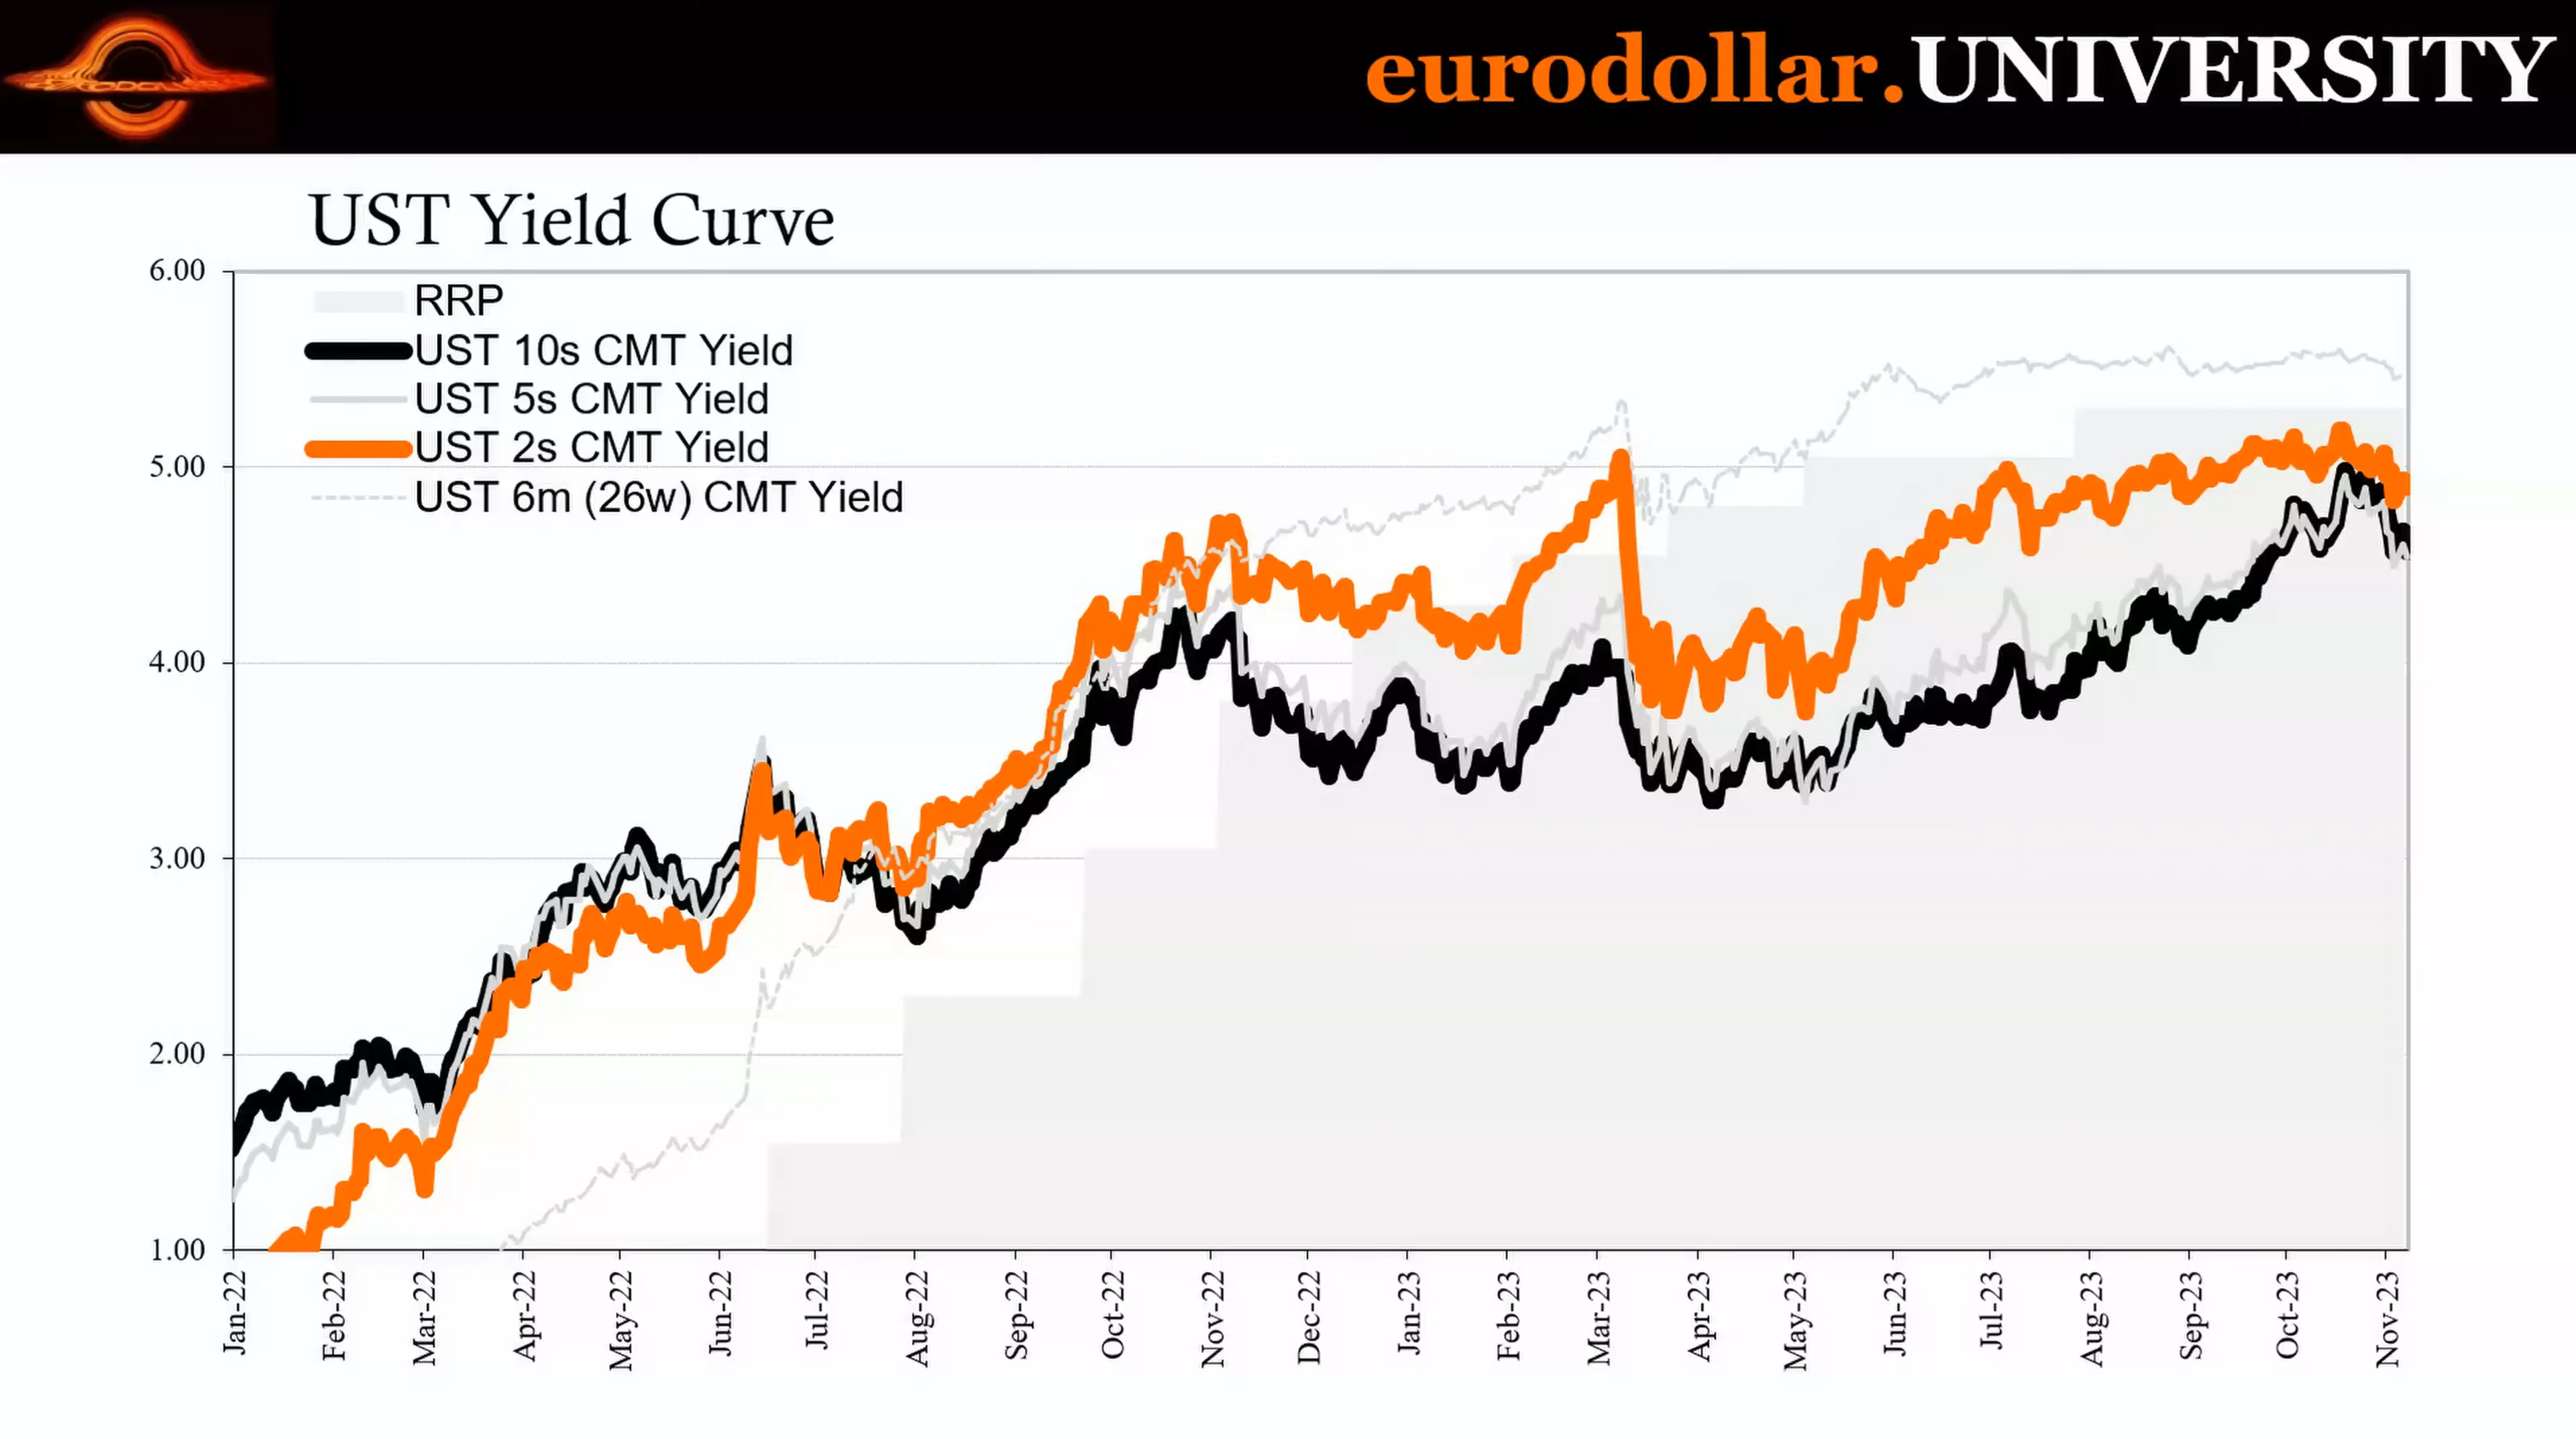 eurodollar.UNIVERSITY
UST Yield Curve
6.00
5.00
4.00
3.00
2.00
1.00
RRP
UST 10s CMT Yield
UST 5s CMT Yield
UST 2s CMT Yield
UST 6m (26w) CMT Yield
Jan-22
Feb-22
Mar-22
Apr-22
May-22
Jun-22
Jul-22
Aug-22
Sep-22
Oct-22
Nov-22
Dec-22
Jan-23
Feb-23
Mar-23
Apr-23
May-23
Jun-23
Jul-23
Aug-23
Sep-23
Oct-23
Nov-23